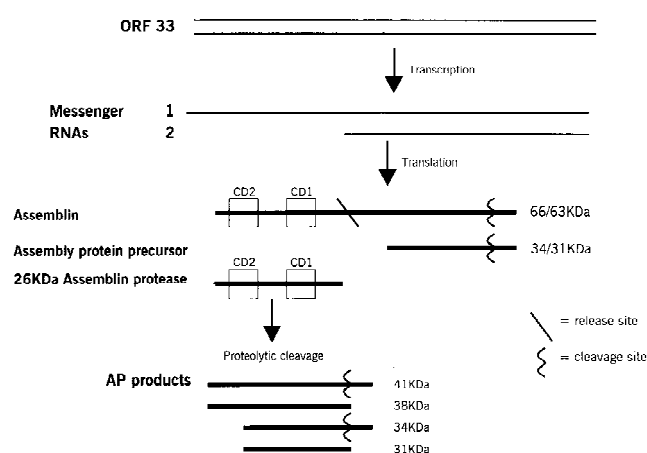 ORF 33
Transcription
Messenger 1
RNAs 2
Translation
CD2 CD1
Assemblin 66/63KDa
Assembly protein precursor 34/31KDa
CD2 CD1
26KDa Assemblin protease
= release site
Proteolytic cleavage
= cleavage site
AP products 41KDa
38KDa
34KDa
31KDa